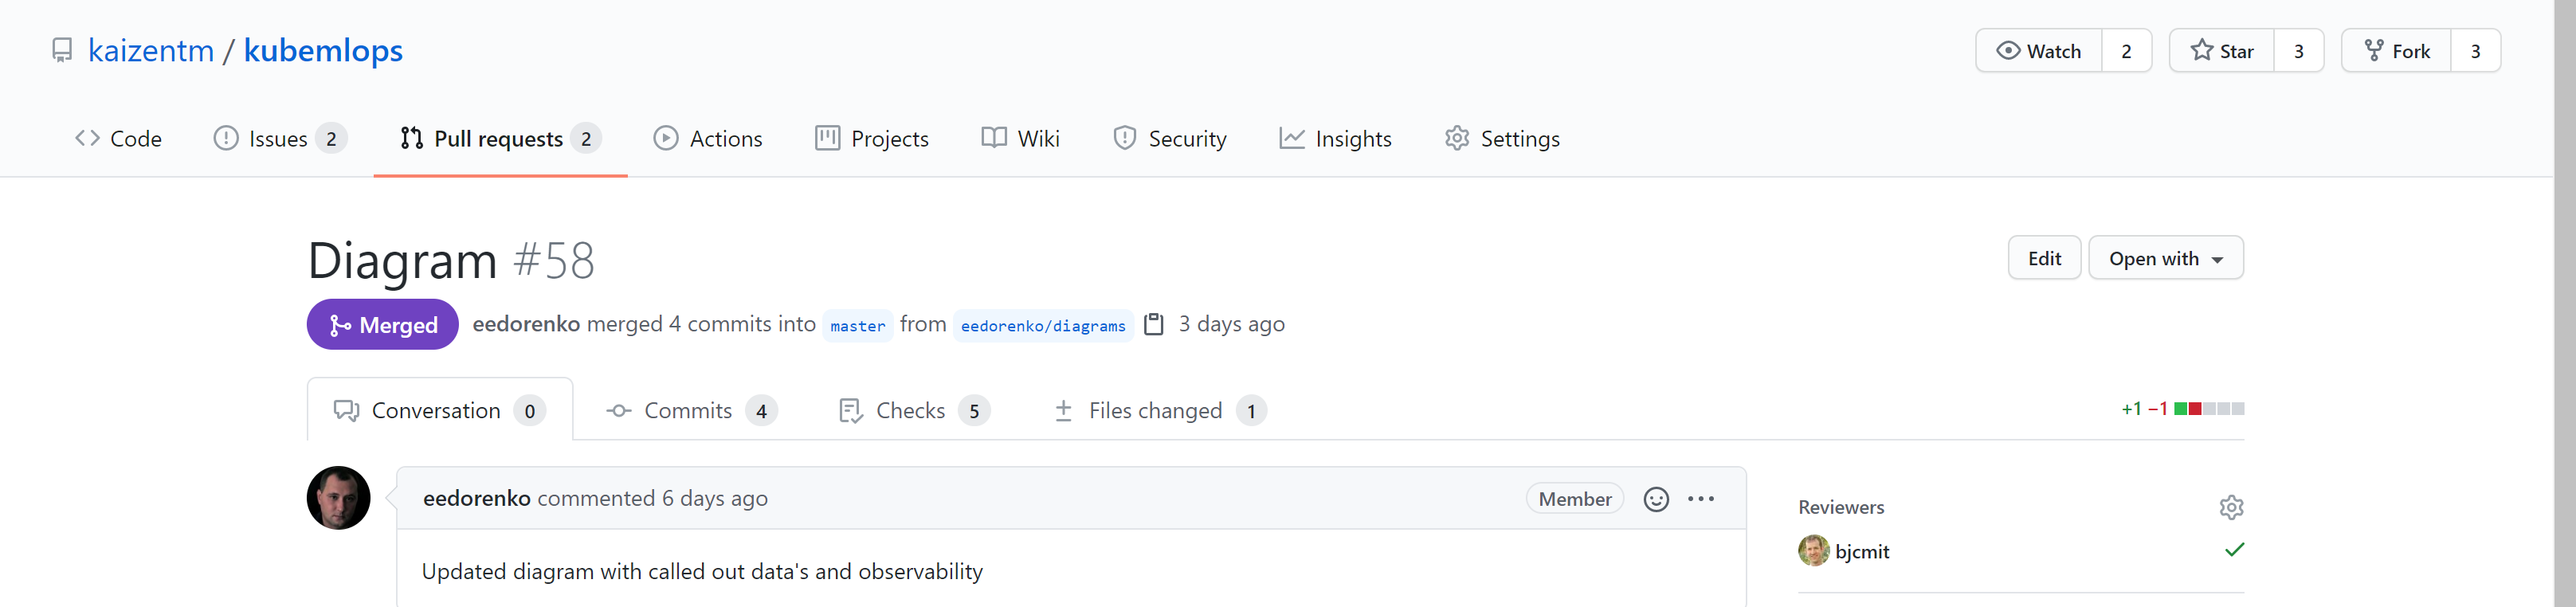 kaizentm / kubemlops
Watch 2 Star 3 Fork 3
Code Issues 2 Pull requests 2 Actions Projects Wiki Security Insights Settings
Diagram #58
Edit Open with
Merged eedorenko merged 4 commits into master from eedorenko/diagrams 3 days ago
Conversation 0 Commits 4 Checks 5 Files changed 1 +1 −1
eedorenko commented 6 days ago Member ...
Reviewers
bjcmit
Updated diagram with called out data's and observability